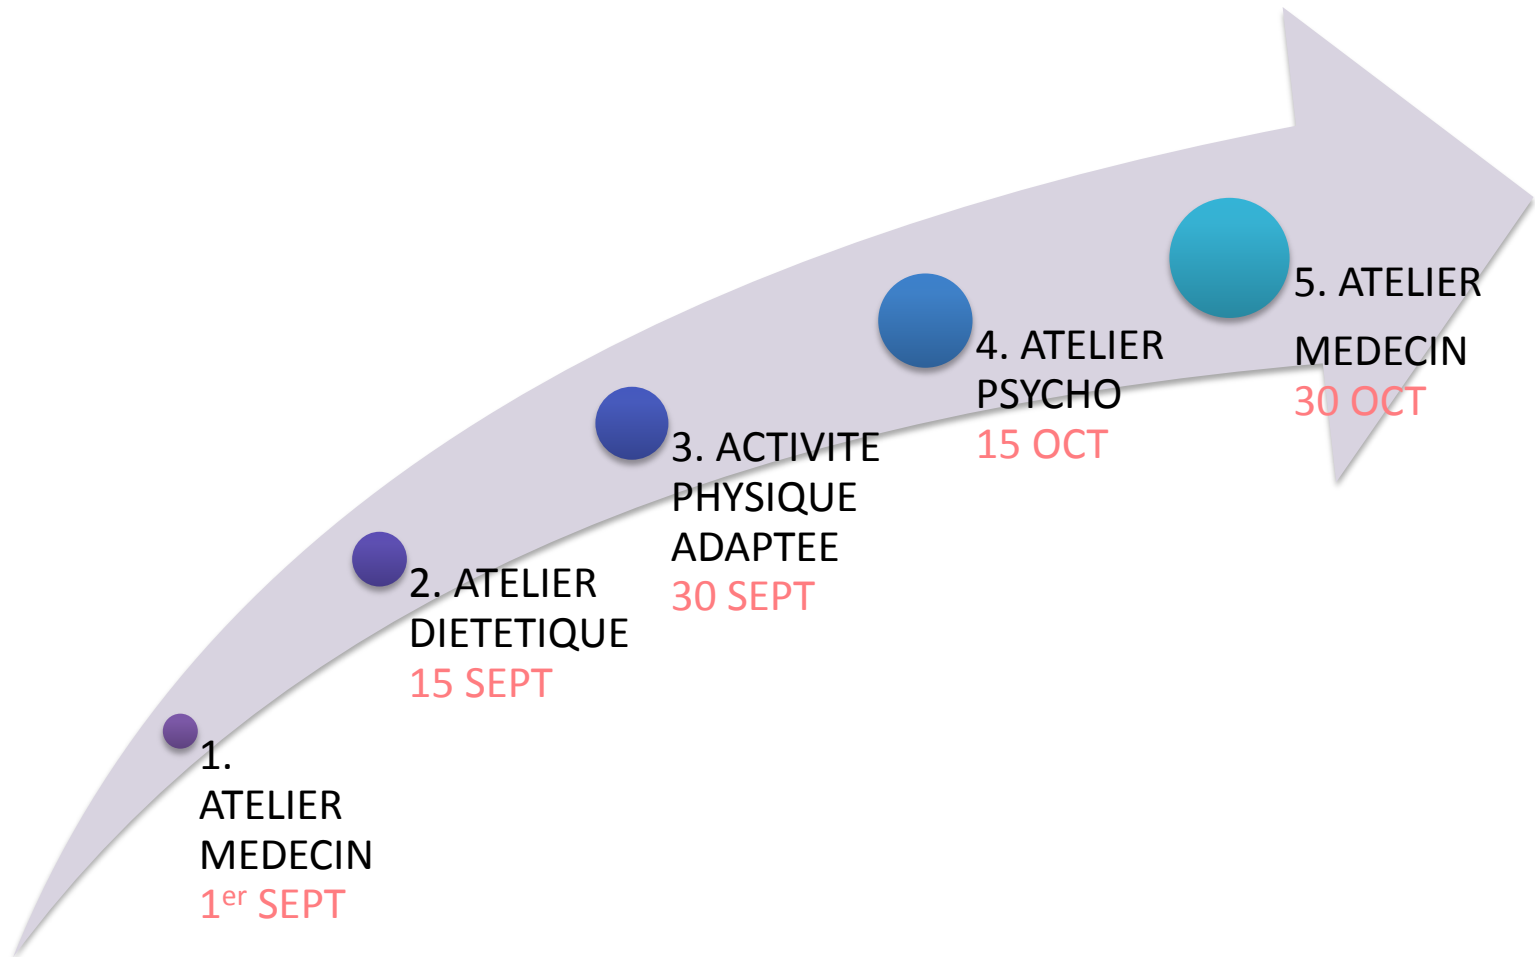 1.
ATELIER
MEDECIN
1er SEPT
2. ATELIER
DIETETIQUE
15 SEPT
3. ACTIVITE
PHYSIQUE
ADAPTEE
30 SEPT
4. ATELIER
PSYCHO
15 OCT
5. ATELIER
MEDECIN
30 OCT